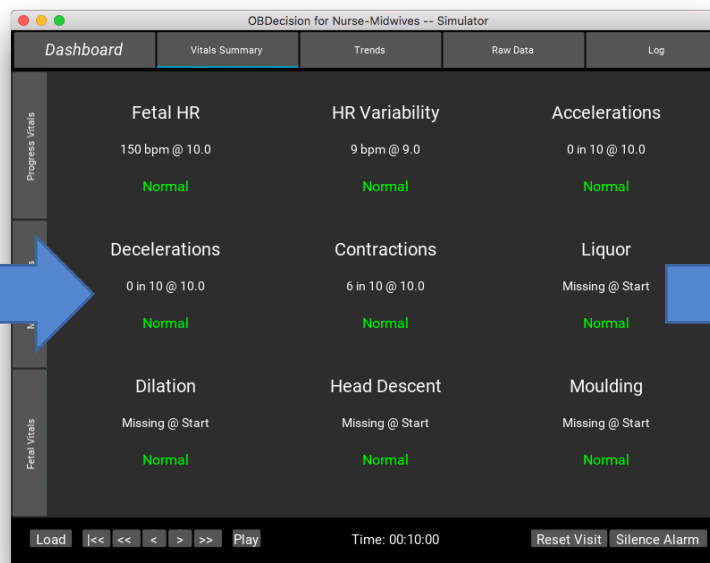 OBDecision for Nurse-Midwives -- Simulator
Dashboard
Vitals Summary
Trends
Raw Data
Log
Progress Vitals
Fetal Vitals
Fetal HR
150 bpm @ 10.0
Normal
HR Variability
9 bpm @ 9.0
Normal
Accelerations
0 in 10 @ 10.0
Normal
Decelerations
0 in 10 @ 10.0
Normal
Contractions
6 in 10 @ 10.0
Normal
Liquor
Missing @ Start
Normal
Dilation
Missing @ Start
Normal
Head Descent
Missing @ Start
Normal
Moulding
Missing @ Start
Normal
Load
|<<
<<
<
>
>>
Play
Time: 00:10:00
Reset Visit
Silence Alarm